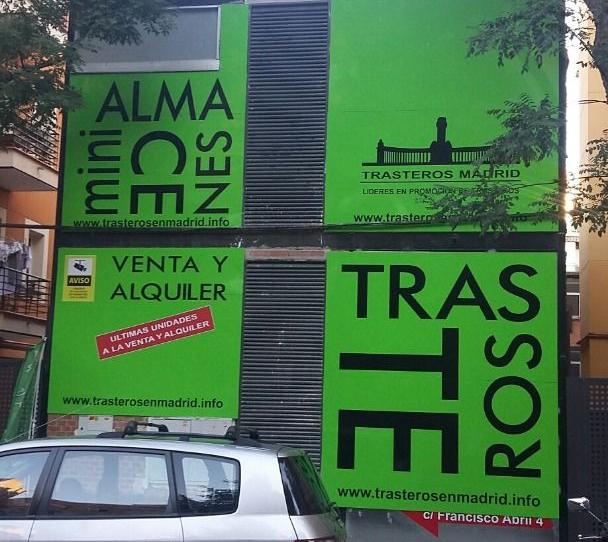 mini
ALMA
CE
NES
www.trasterosenmadrid.info
TRASTEROS MADRID
LIDERES EN PROMOCION DE TRASTEROS
www.trasterosenmadrid.info
AVISO
VENTA Y
ALQUILER
ULTIMAS UNIDADES
A LA VENTA Y ALQUILER
www.trasterosenmadrid.info
TRAS
TE
ROS
www.trasterosenmadrid.info
c/ Francisco Abril 4